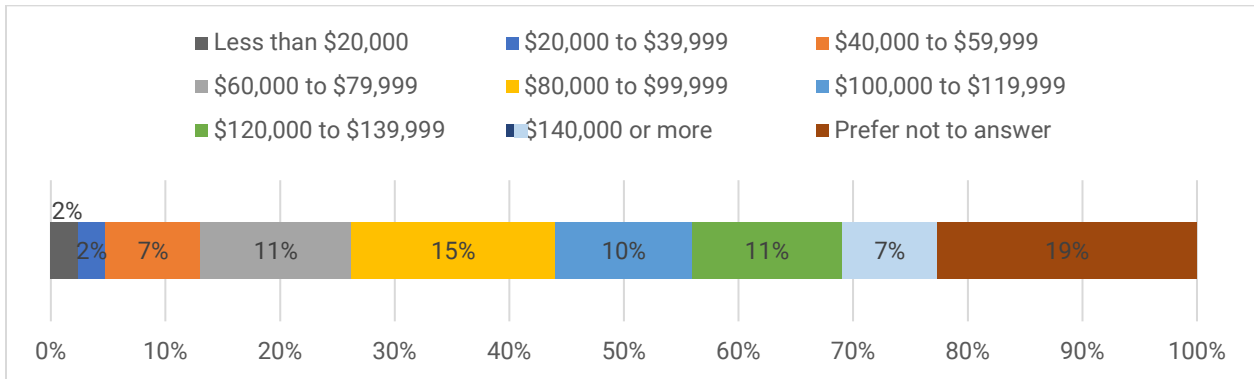 Less than $20,000 $20,000 to $39,999 $40,000 to $59,999
$60,000 to $79,999 $80,000 to $99,999 $100,000 to $119,999
$120,000 to $139,999 $140,000 or more Prefer not to answer
2%
2% 7% 11% 15% 10% 11% 7% 19%
0% 10% 20% 30% 40% 50% 60% 70% 80% 90% 100%